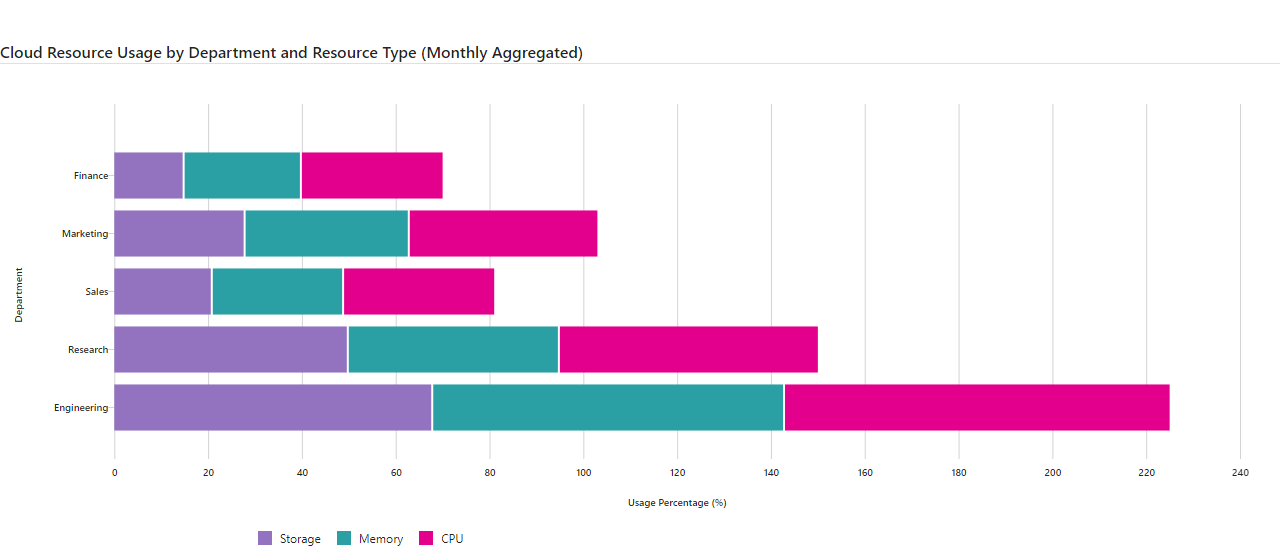 Cloud Resource Usage by Department and Resource Type (Monthly Aggregated)
Finance
Marketing
Sales
Research
Engineering
Department
0 20 40 60 80 100 120 140 160 180 200 220 240
Usage Percentage (%)
Storage Memory CPU